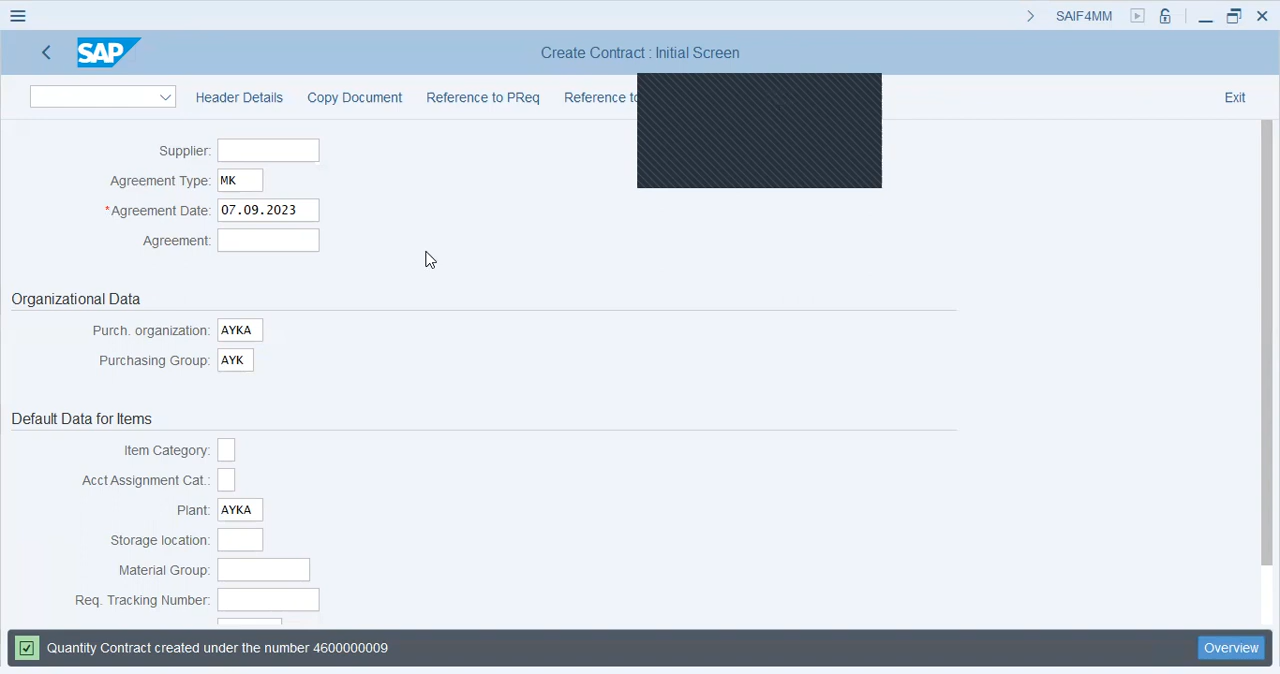 SAIF4MM
SAP
Create Contract : Initial Screen
Header Details Copy Document Reference to PReq Reference Exit
Supplier:
Agreement Type: MK
*Agreement Date: 07.09.2023
Agreement:
Organizational Data
Purch. organization: AYKA
Purchasing Group: AYK
Default Data for Items
Item Category:
Acct Assignment Cat.:
Plant: AYKA
Storage location:
Material Group:
Req. Tracking Number:
Quantity Contract created under the number 4600000009 Overview